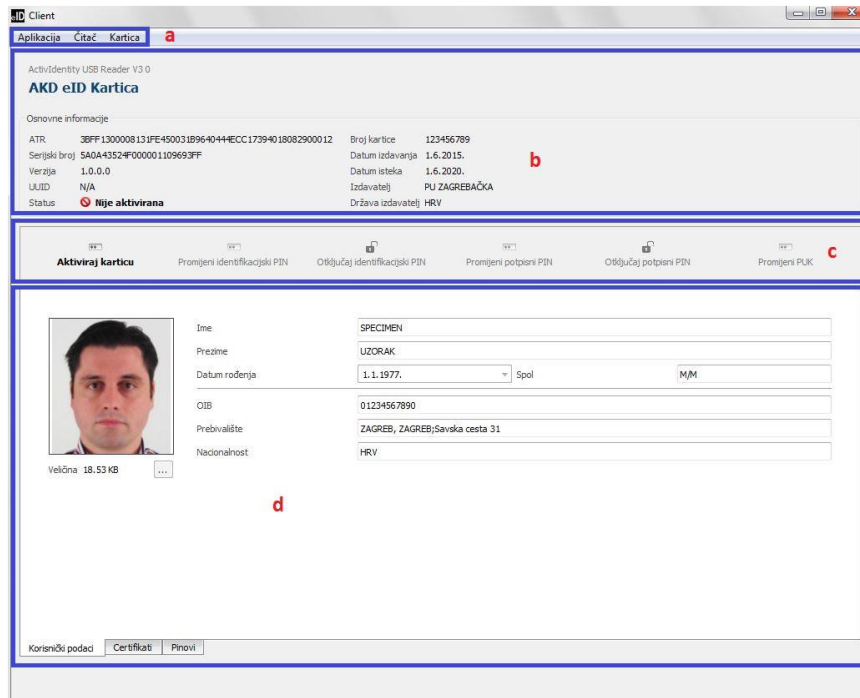 eID Client
Aplikacija Čitač Kartica a
ActivIdentity USB Reader V3 0
AKD eID Kartica
Osnovne informacije
ATR 3BFF1300008131FE450031B9640444ECC17394018082900012 Broj kartice 123456789
Serijski broj 5A0A43524F000001109693FF Datum izdavanja 1.6.2015. b
Verzija 1.0.0.0 Datum isteka 1.6.2020.
UUID N/A Izdavatelj PU ZAGREBAČKA
Status Nije aktivirana Država izdavatelj HRV
Aktiviraj karticu Promijeni identifikacijski PIN Otključaj identifikacijski PIN Promijeni potpisni PIN Otključaj potpisni PIN Promijeni PUK c
Ime SPECIMEN
Prezime UZORAK
Datum rođenja 1.1.1977. Spol M/M
OIB 01234567890
Prebivalište ZAGREB, ZAGREB;Savska cesta 31
Nacionalnost HRV
Velična 18.53 KB ...
d
Korisnički podaci Certifikati Pinovi